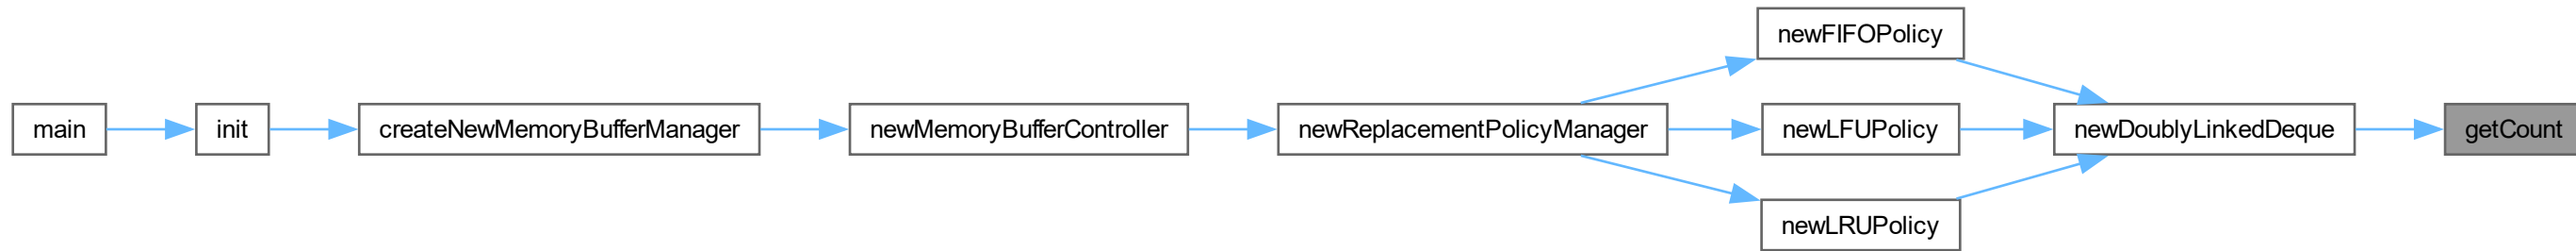 main
init
createNewMemoryBufferManager
newMemoryBufferController
newReplacementPolicyManager
newFIFOPolicy
newLFUPolicy
newLRUPolicy
newDoublyLinkedDeque
getCount